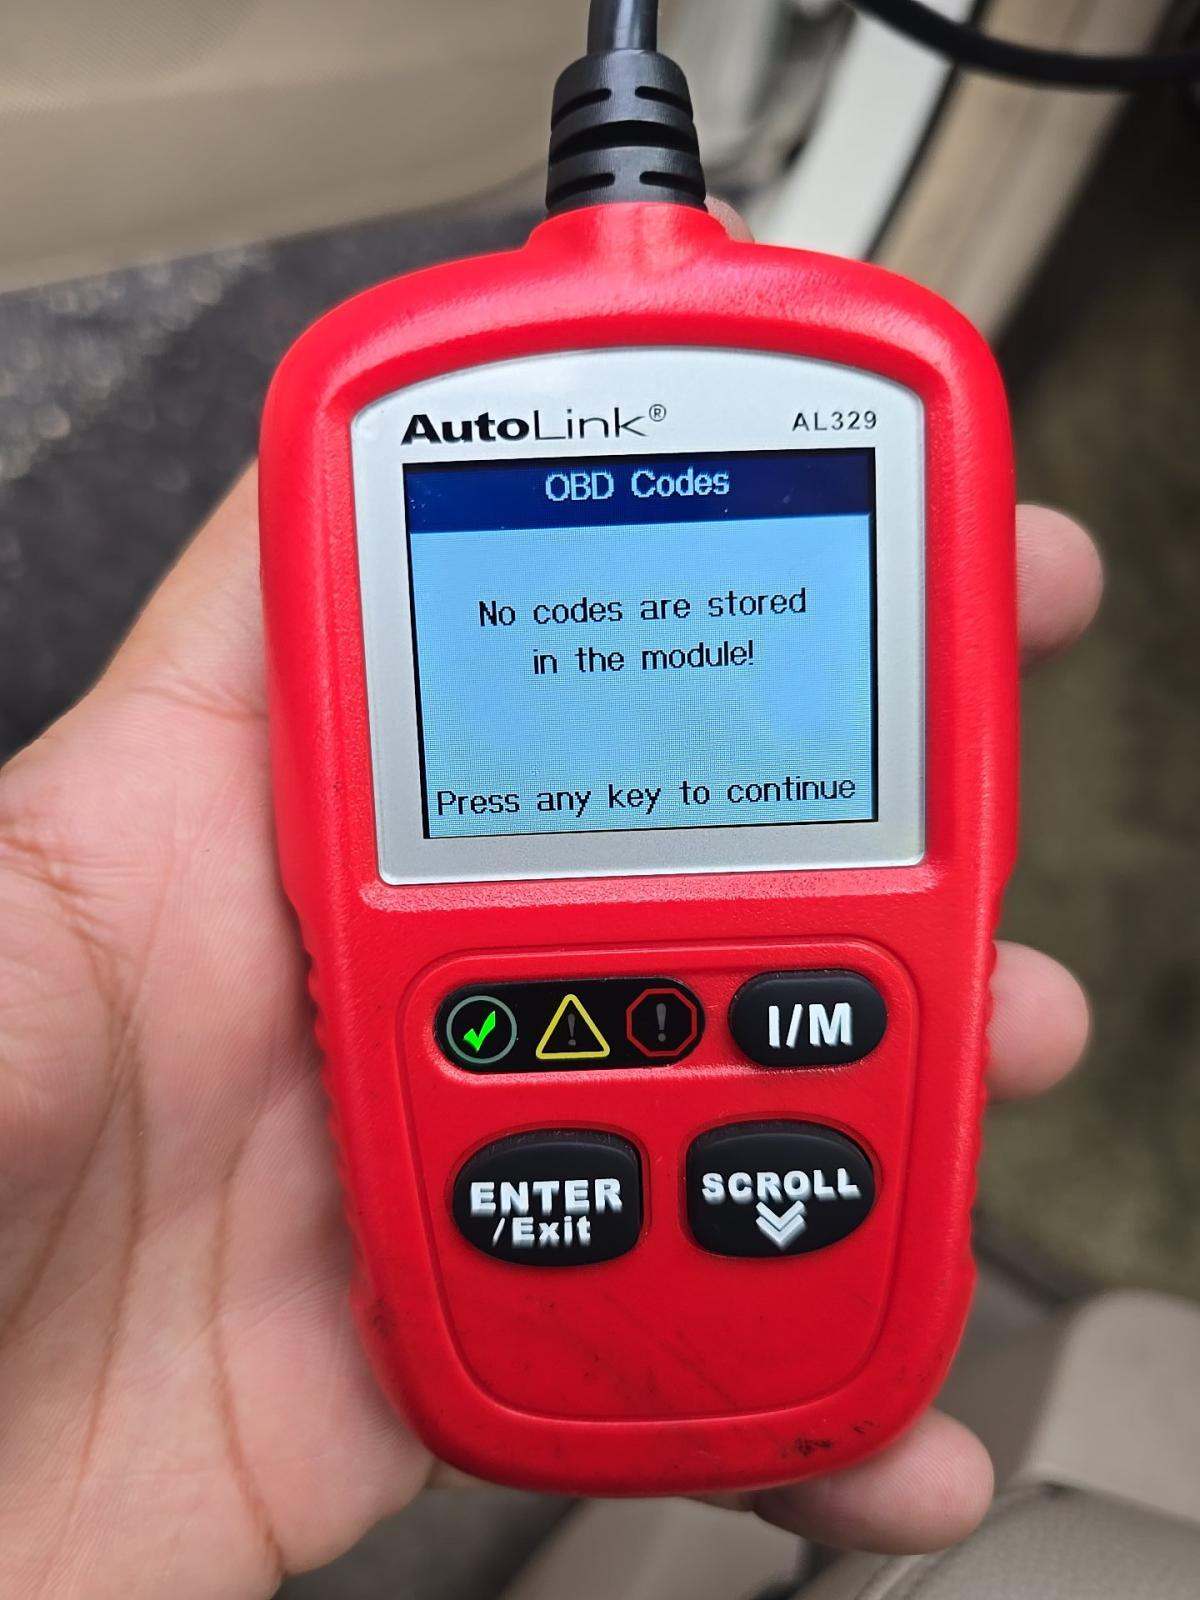 AutoLink® AL329
OBD Codes
No codes are stored
in the module!
Press any key to continue
I/M
ENTER
/Exit
SCROLL